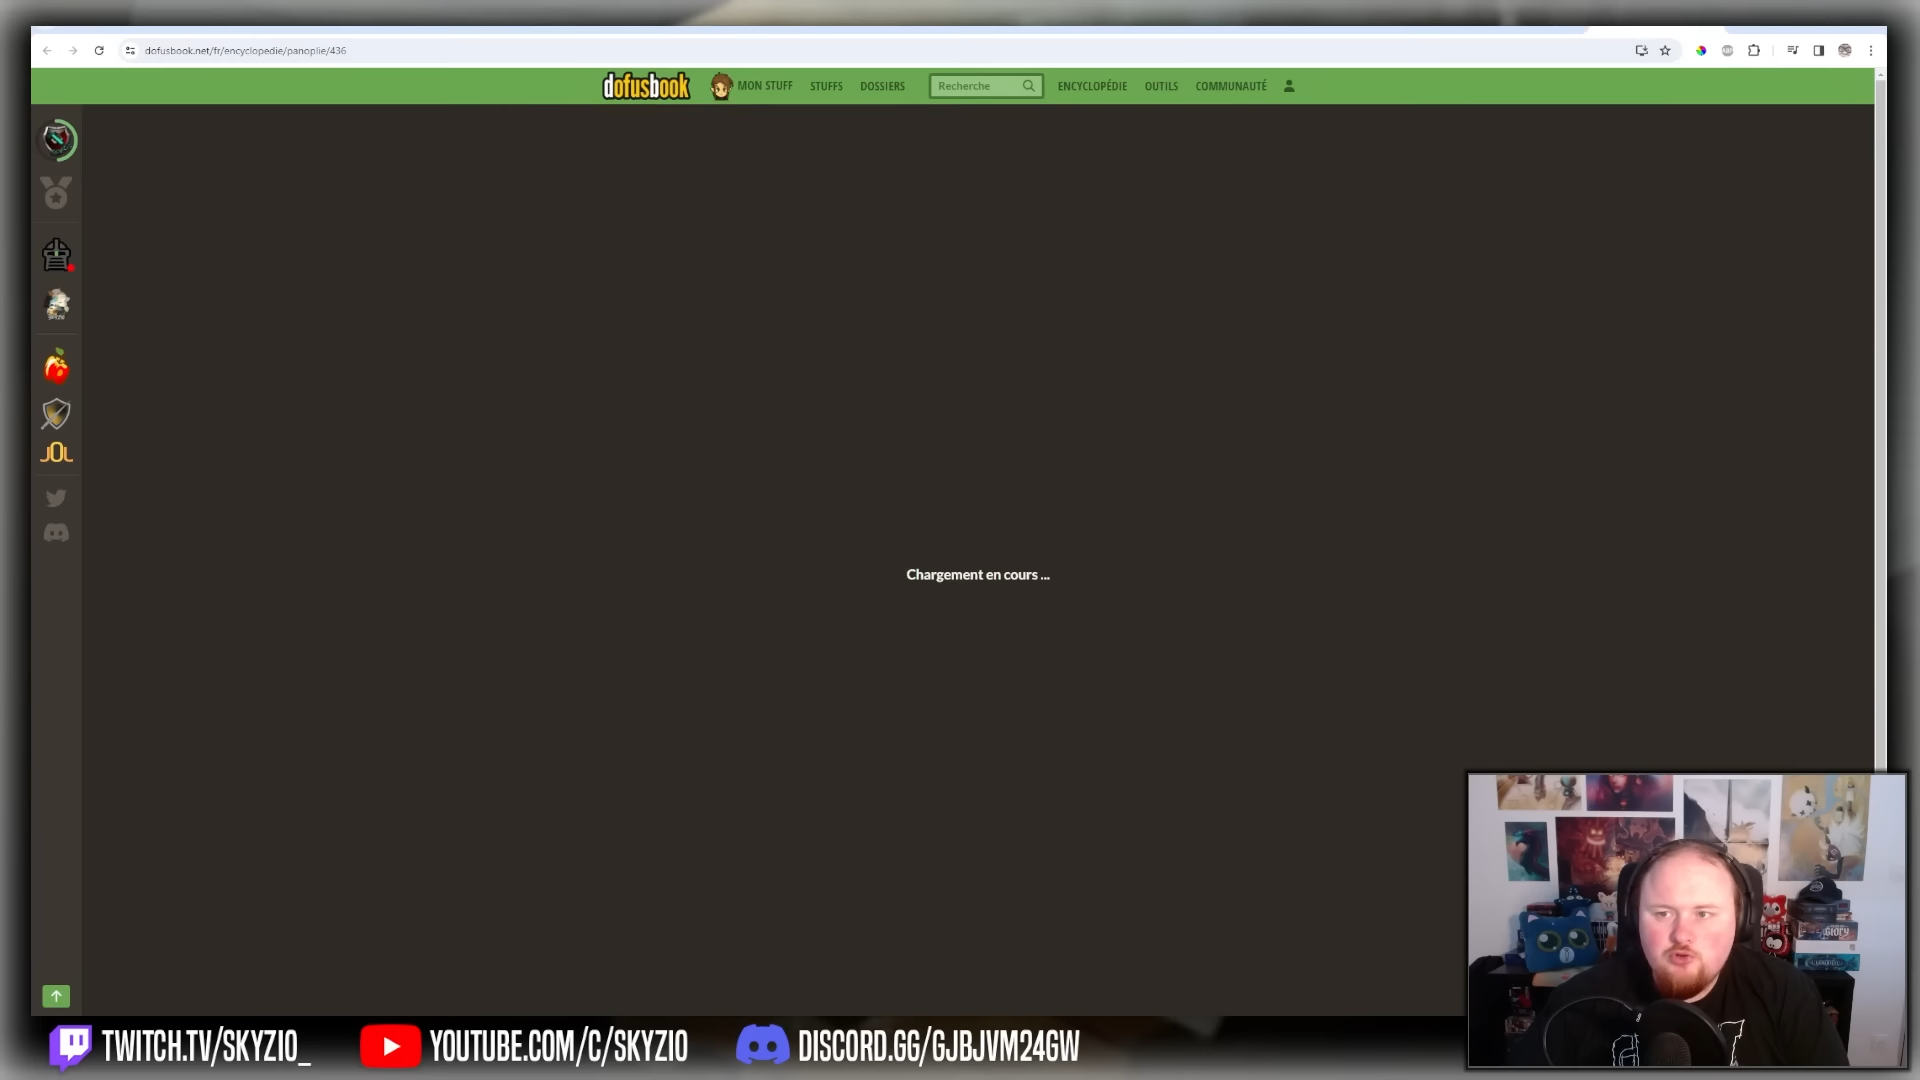 dofusbook.net/fr/encyclopedie/panoplie/436
dofusbook
MON STUFF
STUFFS
DOSSIERS
Recherche
ENCYCLOPÉDIE
OUTILS
COMMUNAUTÉ
JOL
Chargement en cours ...
TWITCH.TV/SKYZIO_
YOUTUBE.COM/C/SKYZIO
DISCORD.GG/GJBJVM24GW